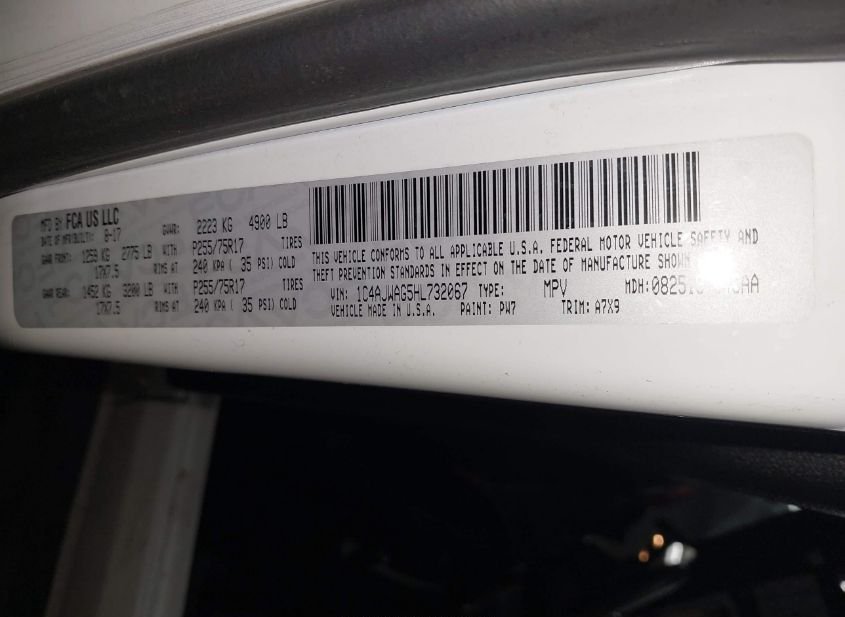 MFD BY FCA US LLC
DATE OF MFR(BUILT): 8-17 GVWR: 2223 KG 4900 LB
GAWR FRONT: 1259 KG 2775 LB WITH P255/75R17 TIRES
17X7.5 RIMS AT 240 KPA ( 35 PSI) COLD
GAWR REAR: 1452 KG 3200 LB WITH P255/75R17 TIRES
17X7.5 RIMS AT 240 KPA ( 35 PSI) COLD
THIS VEHICLE CONFORMS TO ALL APPLICABLE U.S.A. FEDERAL MOTOR VEHICLE SAFETY AND
THEFT PREVENTION STANDARDS IN EFFECT ON THE DATE OF MANUFACTURE SHOWN
VIN: 1C4AJWAG5HL732067 TYPE: MPV MDH:
VEHICLE MADE IN U.S.A. PAINT: PW7 TRIM: A7X9